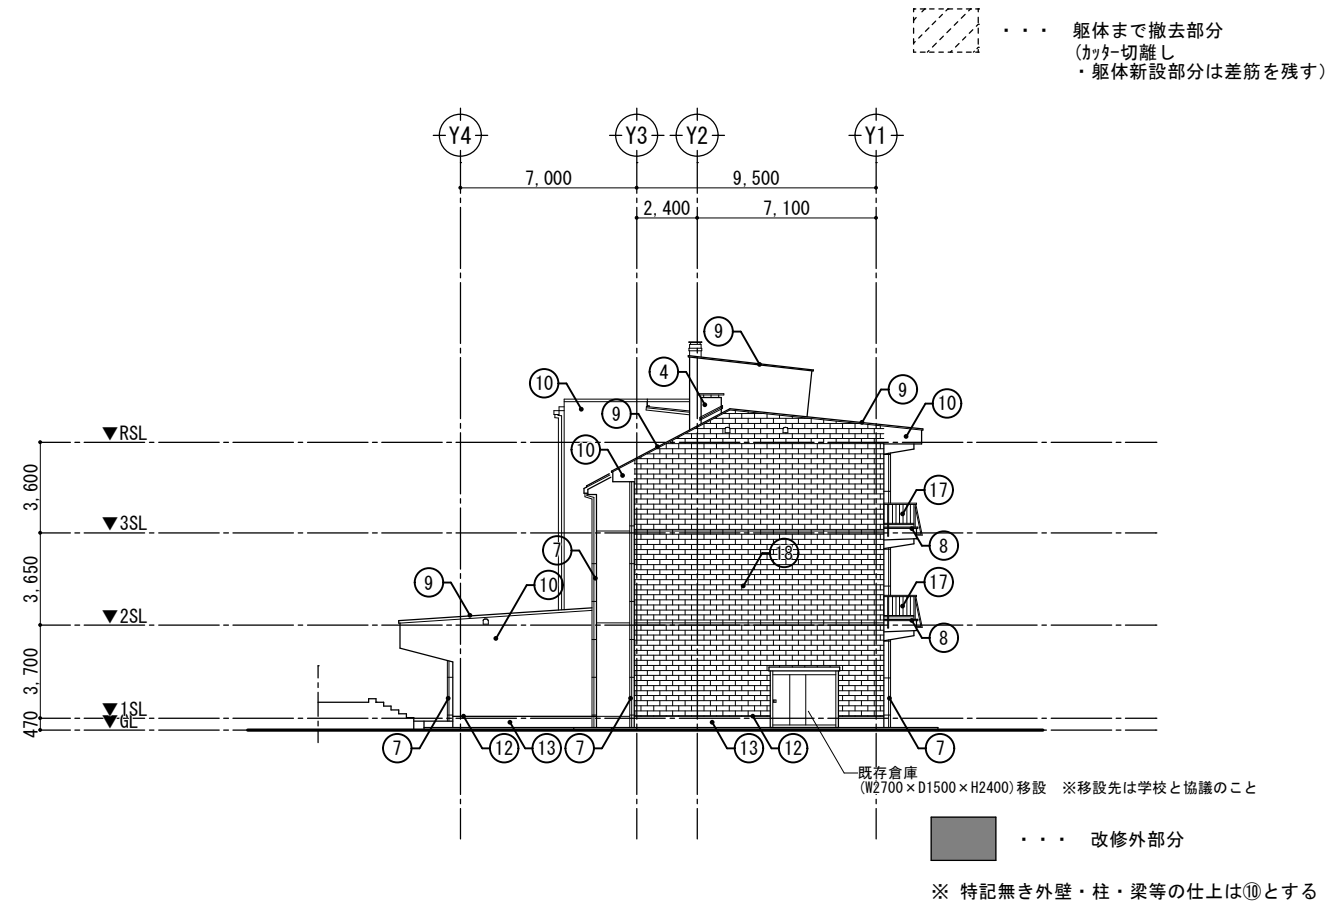 ・・・ 躯体まで撤去部分
(ｶｯﾀｰ切離し
・躯体新設部分は差筋を残す)
Y4 Y3 Y2 Y1
7,000 9,500
2,400 7,100
9
4
10 9 9 10
▼RSL
10
3,600
17
▼3SL
8
7 18
3,650
9 10 17
▼2SL
8
3,700
▼1SL
▼GL
470
7 12 13 7 13 12 7
既存倉庫
(W2700×D1500×H2400)移設 ※移設先は学校と協議のこと
・・・ 改修外部分
※ 特記無き外壁・柱・梁等の仕上は⑩とする